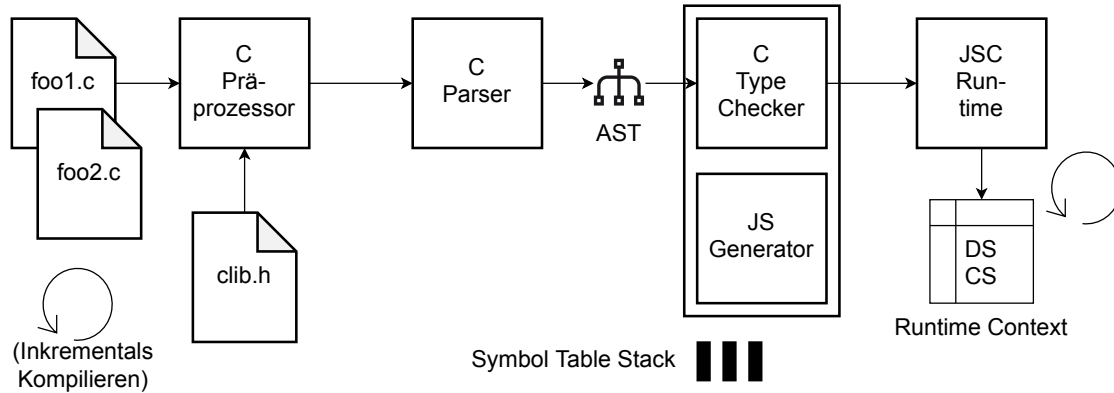 foo1.c
foo2.c
C
Prä-
prozessor
clib.h
C
Parser
AST
C
Type
Checker
JS
Generator
JSC
Run-
time
DS
CS
Runtime Context
(Inkrementals
Kompilieren)
Symbol Table Stack